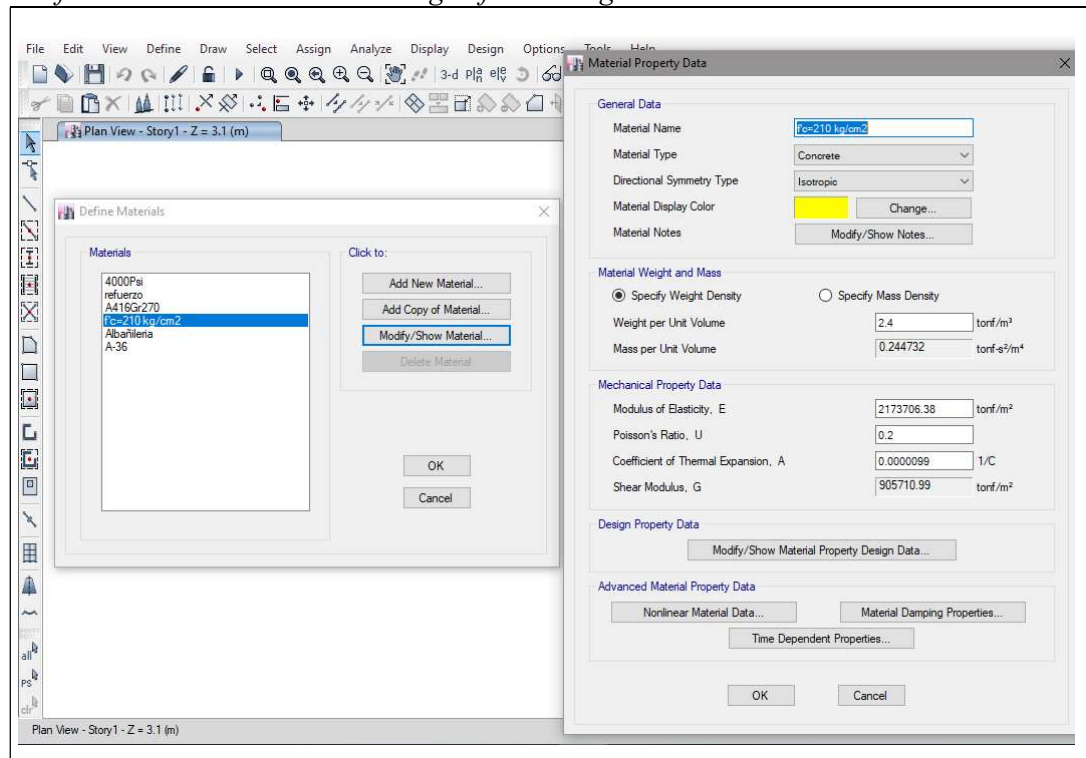 File Edit View Define Draw Select Assign Analyze Display Design Options Tools Help
3-d
Plan View - Story1 - Z = 3.1 (m)
Define Materials
Materials
4000Psi
refuerzo
A416Gr270
f'c=210 kg/cm2
Albañileria
A-36
Click to:
Add New Material...
Add Copy of Material...
Modify/Show Material...
Delete Material
OK
Cancel
Material Property Data
General Data
Material Name f'c=210 kg/cm2
Material Type Concrete
Directional Symmetry Type Isotropic
Material Display Color Change...
Material Notes Modify/Show Notes...
Material Weight and Mass
Specify Weight Density Specify Mass Density
Weight per Unit Volume 2.4 tonf/m³
Mass per Unit Volume 0.244732 tonf-s²/m⁴
Mechanical Property Data
Modulus of Elasticity, E 2173706.38 tonf/m²
Poisson's Ratio, U 0.2
Coefficient of Thermal Expansion, A 0.0000099 1/C
Shear Modulus, G 905710.99 tonf/m²
Design Property Data
Modify/Show Material Property Design Data...
Advanced Material Property Data
Nonlinear Material Data... Material Damping Properties...
Time Dependent Properties...
OK Cancel
all
PS
clr
Plan View - Story1 - Z = 3.1 (m)